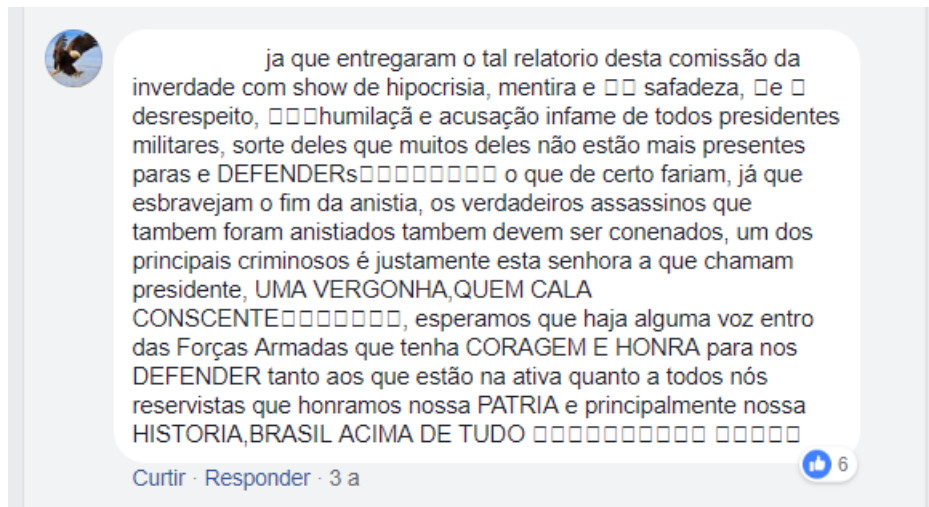 ja que entregaram o tal relatorio desta comissão da
inverdade com show de hipocrisia, mentira e □□ safadeza, □e □
desrespeito, □□□humilaçã e acusação infame de todos presidentes
militares, sorte deles que muitos deles não estão mais presentes
paras e DEFENDERs□□□□□□□□ o que de certo fariam, já que
esbravejam o fim da anistia, os verdadeiros assassinos que
tambem foram anistiados tambem devem ser conenados, um dos
principais criminosos é justamente esta senhora a que chamam
presidente, UMA VERGONHA,QUEM CALA
CONSCENTE□□□□□□□, esperamos que haja alguma voz entro
das Forças Armadas que tenha CORAGEM E HONRA para nos
DEFENDER tanto aos que estão na ativa quanto a todos nós
reservistas que honramos nossa PATRIA e principalmente nossa
HISTORIA,BRASIL ACIMA DE TUDO □□□□□□□□□□ □□□□□
6
Curtir · Responder · 3 a